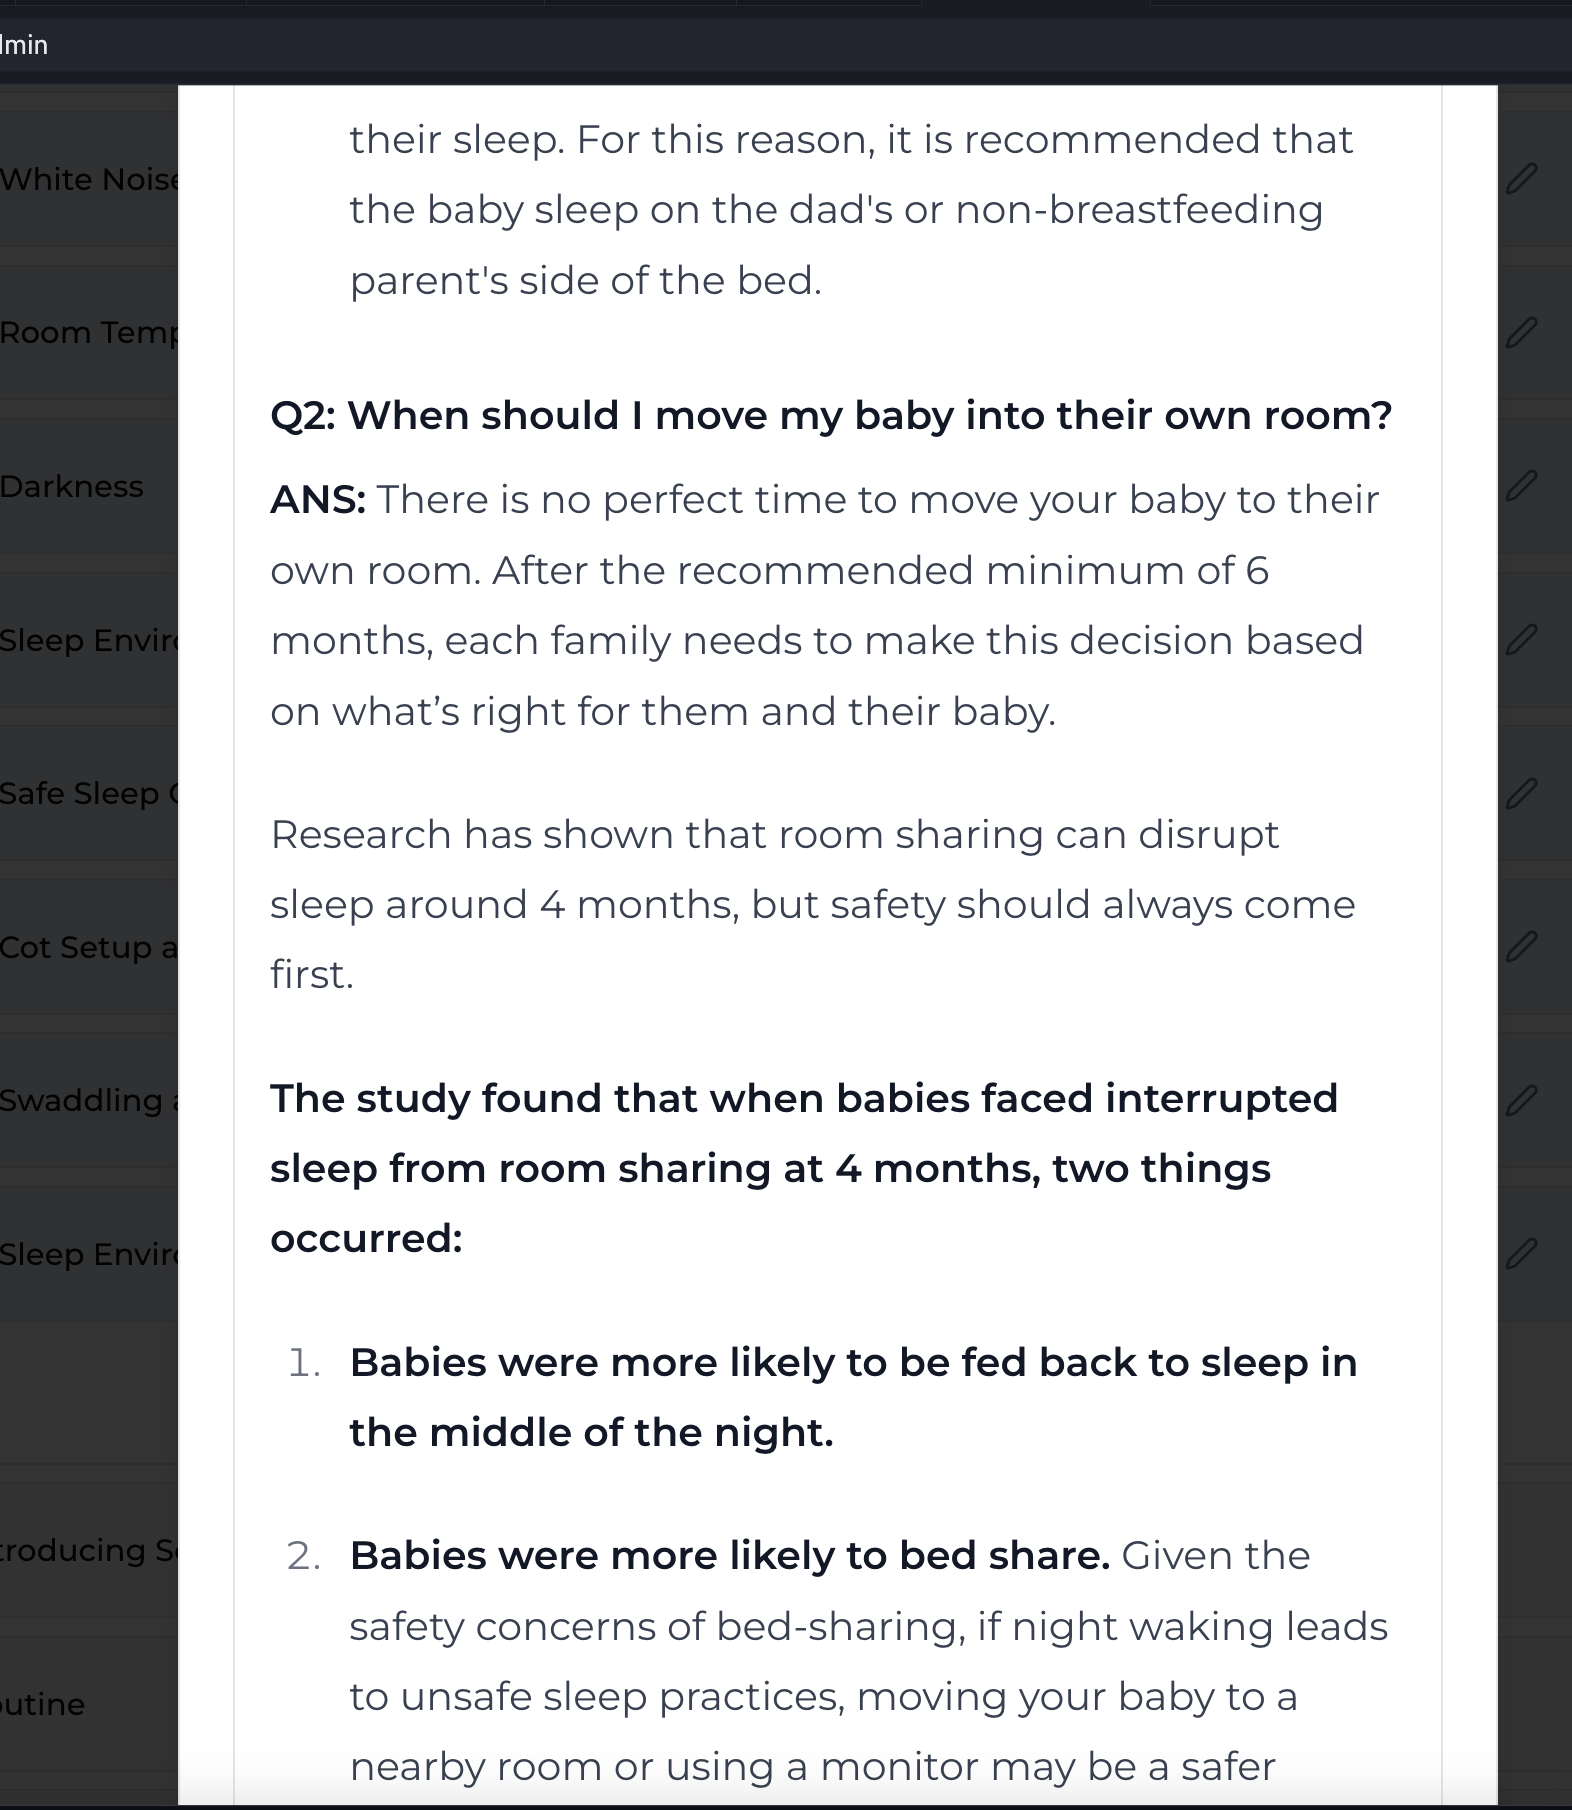 their sleep. For this reason, it is recommended that
the baby sleep on the dad's or non-breastfeeding
parent's side of the bed.
Q2: When should I move my baby into their own room?
ANS: There is no perfect time to move your baby to their
own room. After the recommended minimum of 6
months, each family needs to make this decision based
on what’s right for them and their baby.
Research has shown that room sharing can disrupt
sleep around 4 months, but safety should always come
first.
The study found that when babies faced interrupted
sleep from room sharing at 4 months, two things
occurred:
1. Babies were more likely to be fed back to sleep in
the middle of the night.
2. Babies were more likely to bed share. Given the
safety concerns of bed-sharing, if night waking leads
to unsafe sleep practices, moving your baby to a
nearby room or using a monitor may be a safer
White
Room
Darkness
Sleep
Safe Sleep
Cot Setup
Swaddling
Sleep